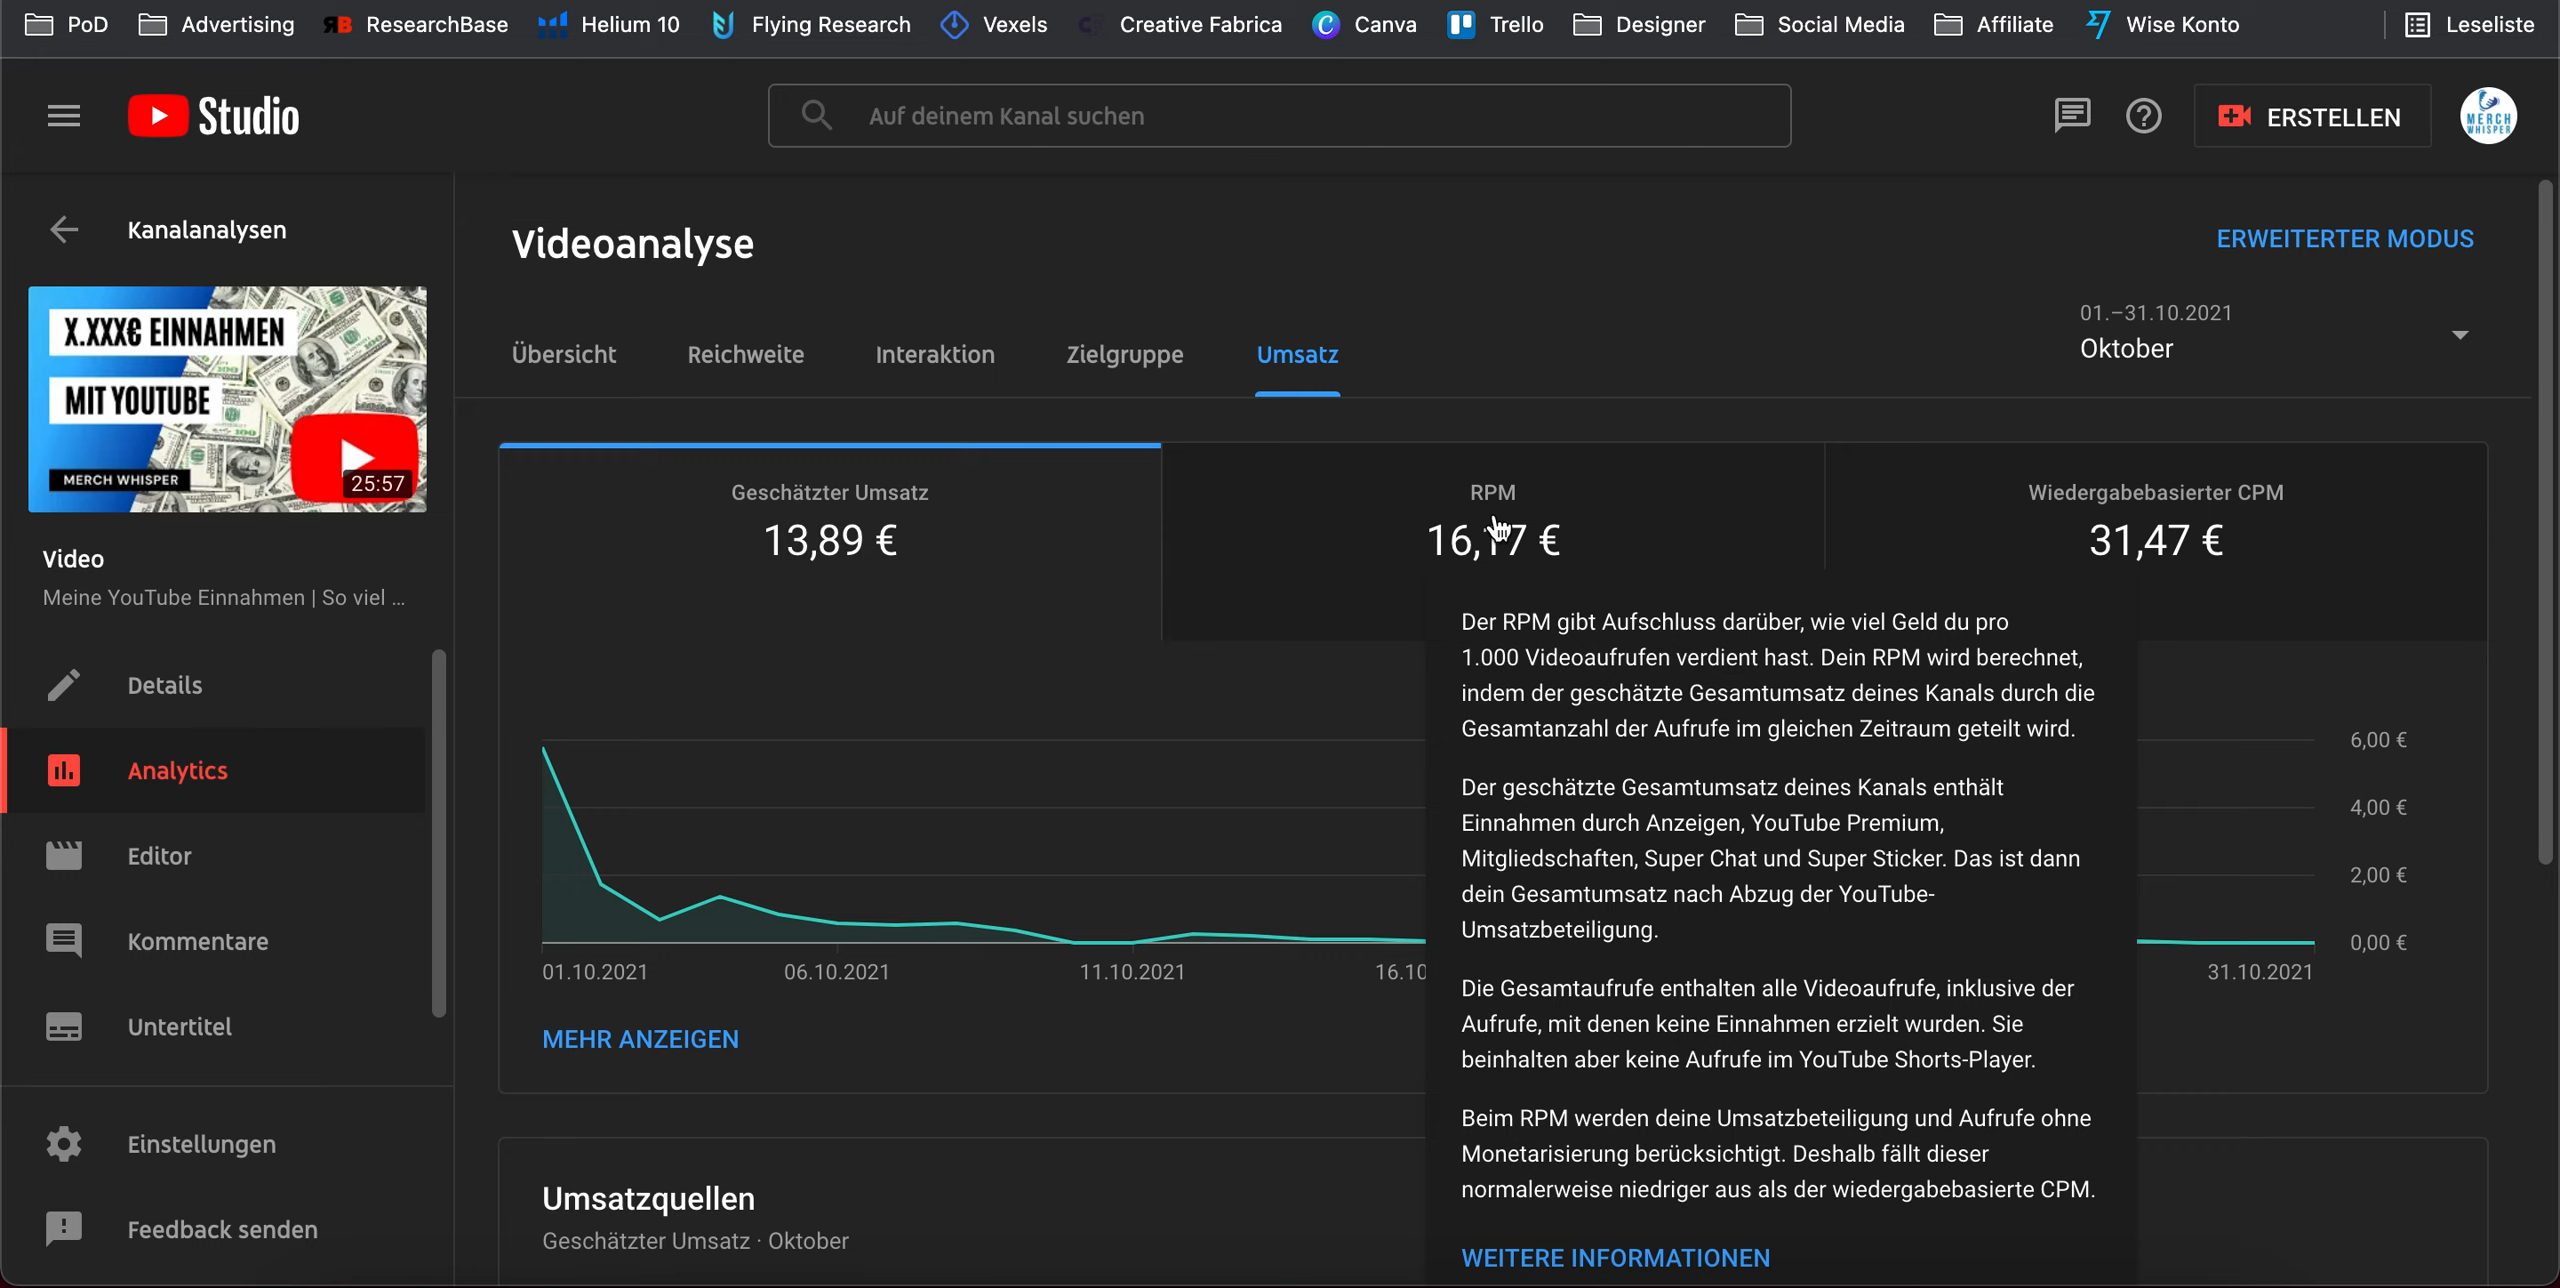 PoD Advertising ResearchBase Helium 10 Flying Research Vexels Creative Fabrica Canva Trello Designer Social Media Affiliate Wise Konto Leseliste
Studio
Auf deinem Kanal suchen
ERSTELLEN
MERCH
WHISPER
Kanalanalysen
X.XXX€ EINNAHMEN
MIT YOUTUBE
MERCH WHISPER
25:57
Video
Meine YouTube Einnahmen | So viel ...
Details
Analytics
Editor
Kommentare
Untertitel
Einstellungen
Feedback senden
Videoanalyse
ERWEITERTER MODUS
Übersicht Reichweite Interaktion Zielgruppe Umsatz
01.–31.10.2021
Oktober
Geschätzter Umsatz
13,89 €
RPM
16,17 €
Wiedergabebasierter CPM
31,47 €
6,00 €
4,00 €
2,00 €
0,00 €
01.10.2021 06.10.2021 11.10.2021 16.10 31.10.2021
MEHR ANZEIGEN
Der RPM gibt Aufschluss darüber, wie viel Geld du pro
1.000 Videoaufrufen verdient hast. Dein RPM wird berechnet,
indem der geschätzte Gesamtumsatz deines Kanals durch die
Gesamtanzahl der Aufrufe im gleichen Zeitraum geteilt wird.
Der geschätzte Gesamtumsatz deines Kanals enthält
Einnahmen durch Anzeigen, YouTube Premium,
Mitgliedschaften, Super Chat und Super Sticker. Das ist dann
dein Gesamtumsatz nach Abzug der YouTube-
Umsatzbeteiligung.
Die Gesamtaufrufe enthalten alle Videoaufrufe, inklusive der
Aufrufe, mit denen keine Einnahmen erzielt wurden. Sie
beinhalten aber keine Aufrufe im YouTube Shorts-Player.
Beim RPM werden deine Umsatzbeteiligung und Aufrufe ohne
Monetarisierung berücksichtigt. Deshalb fällt dieser
normalerweise niedriger aus als der wiedergabebasierte CPM.
WEITERE INFORMATIONEN
Umsatzquellen
Geschätzter Umsatz · Oktober